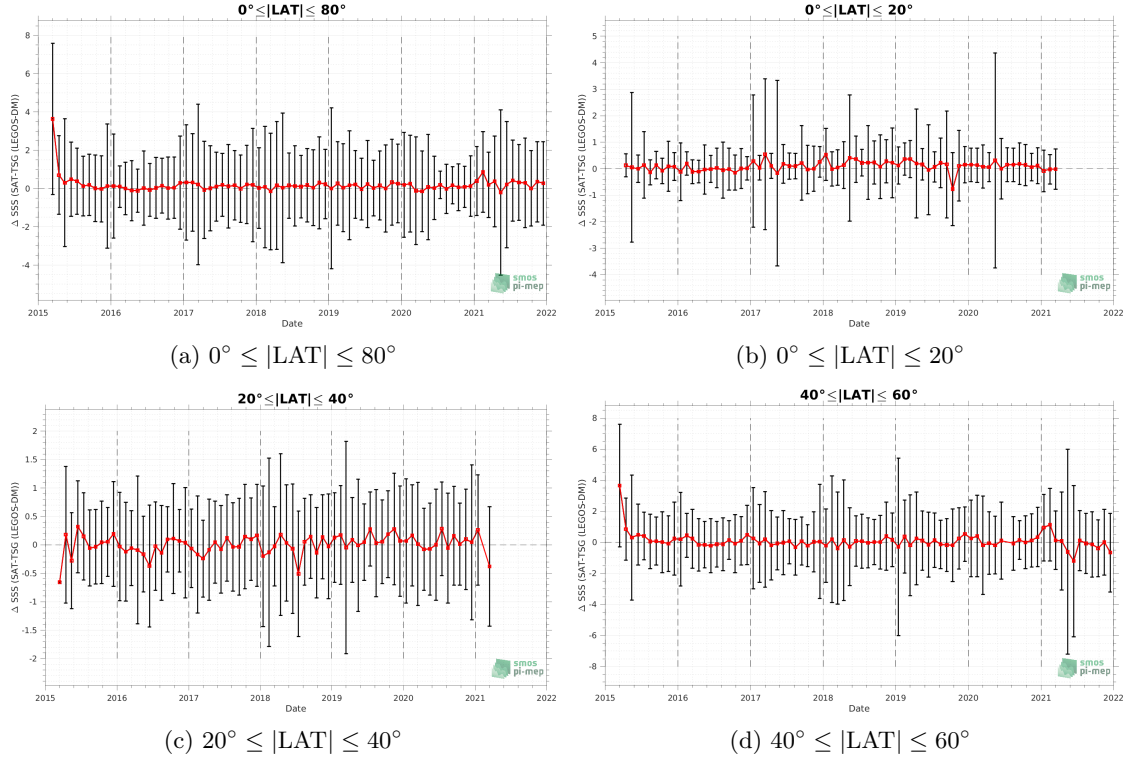 0°≤|LAT|≤ 80°
Δ SSS (SAT-TSG (LEGOS-DM))
8
6
4
2
0
-2
-4
2015 2016 2017 2018 2019 2020 2021 2022
Date
smos
pi-mep
(a) 0° ≤ |LAT| ≤ 80°
0°≤|LAT|≤ 20°
Δ SSS (SAT-TSG (LEGOS-DM))
5
4
3
2
1
0
-1
-2
-3
-4
2015 2016 2017 2018 2019 2020 2021 2022
Date
smos
pi-mep
(b) 0° ≤ |LAT| ≤ 20°
20°≤|LAT|≤ 40°
Δ SSS (SAT-TSG (LEGOS-DM))
2
1.5
1
0.5
0
-0.5
-1
-1.5
-2
2015 2016 2017 2018 2019 2020 2021 2022
Date
smos
pi-mep
(c) 20° ≤ |LAT| ≤ 40°
40°≤|LAT|≤ 60°
Δ SSS (SAT-TSG (LEGOS-DM))
8
6
4
2
0
-2
-4
-6
-8
2015 2016 2017 2018 2019 2020 2021 2022
Date
smos
pi-mep
(d) 40° ≤ |LAT| ≤ 60°